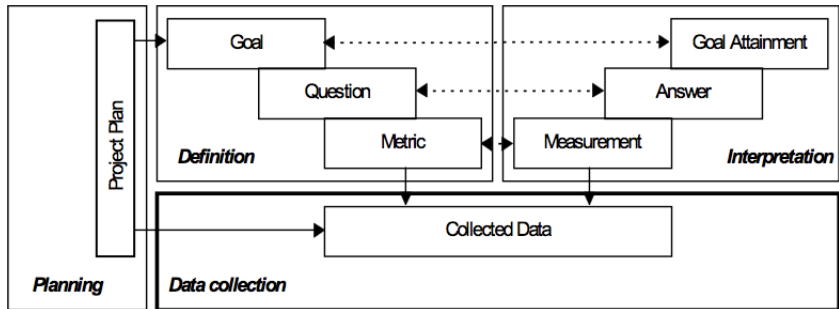 Goal
Goal Attainment
Question
Answer
Metric
Measurement
Definition
Interpretation
Project Plan
Collected Data
Planning
Data collection